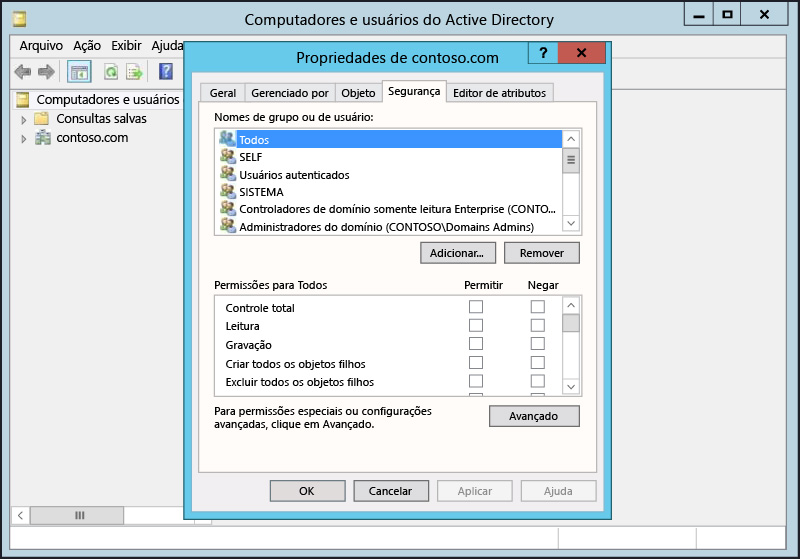 Computadores e usuários do Active Directory
Arquivo Ação Exibir Ajuda
Propriedades de contoso.com
?
Geral Gerenciado por Objeto Segurança Editor de atributos
Computadores e usuários
Consultas salvas
contoso.com
Nomes de grupo ou de usuário:
Todos
SELF
Usuários autenticados
SISTEMA
Controladores de domínio somente leitura Enterprise (CONTO...
Administradores do domínio (CONTOSO\Domains Admins)
Adicionar... Remover
Permissões para Todos Permitir Negar
Controle total
Leitura
Gravação
Criar todos os objetos filhos
Excluir todos os objetos filhos
Para permissões especiais ou configurações
avançadas, clique em Avançado.
Avançado
OK Cancelar Aplicar Ajuda